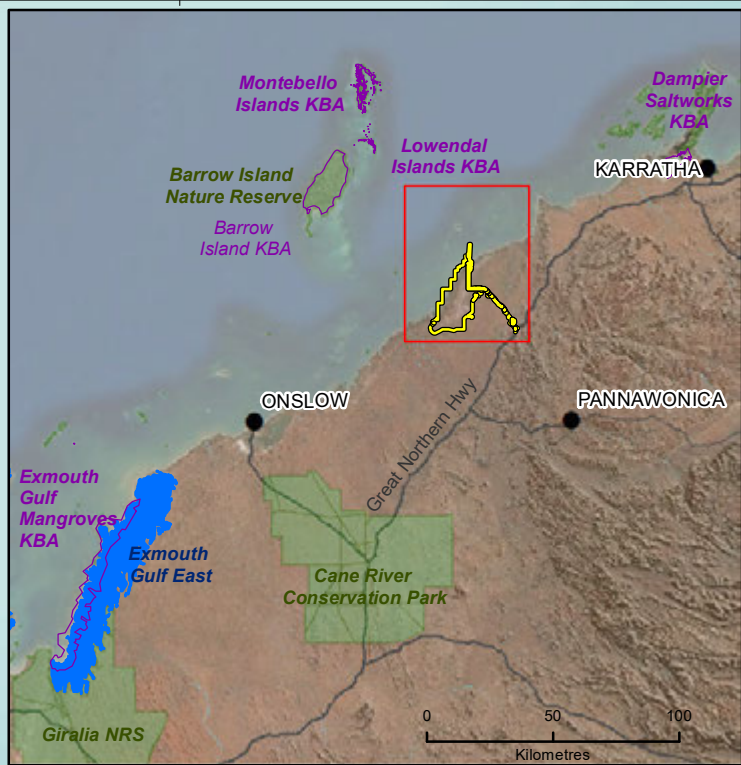 Montebello
Islands KBA
Dampier
Saltworks
KBA
Lowendal
Islands KBA
KARRATHA
Barrow Island
Nature Reserve
Barrow
Island KBA
ONSLOW
PANNAWONICA
Great Northern Hwy
Exmouth
Gulf
Mangroves
KBA
Exmouth
Gulf East
Cane River
Conservation Park
Giralia NRS
0 50 100
Kilometres